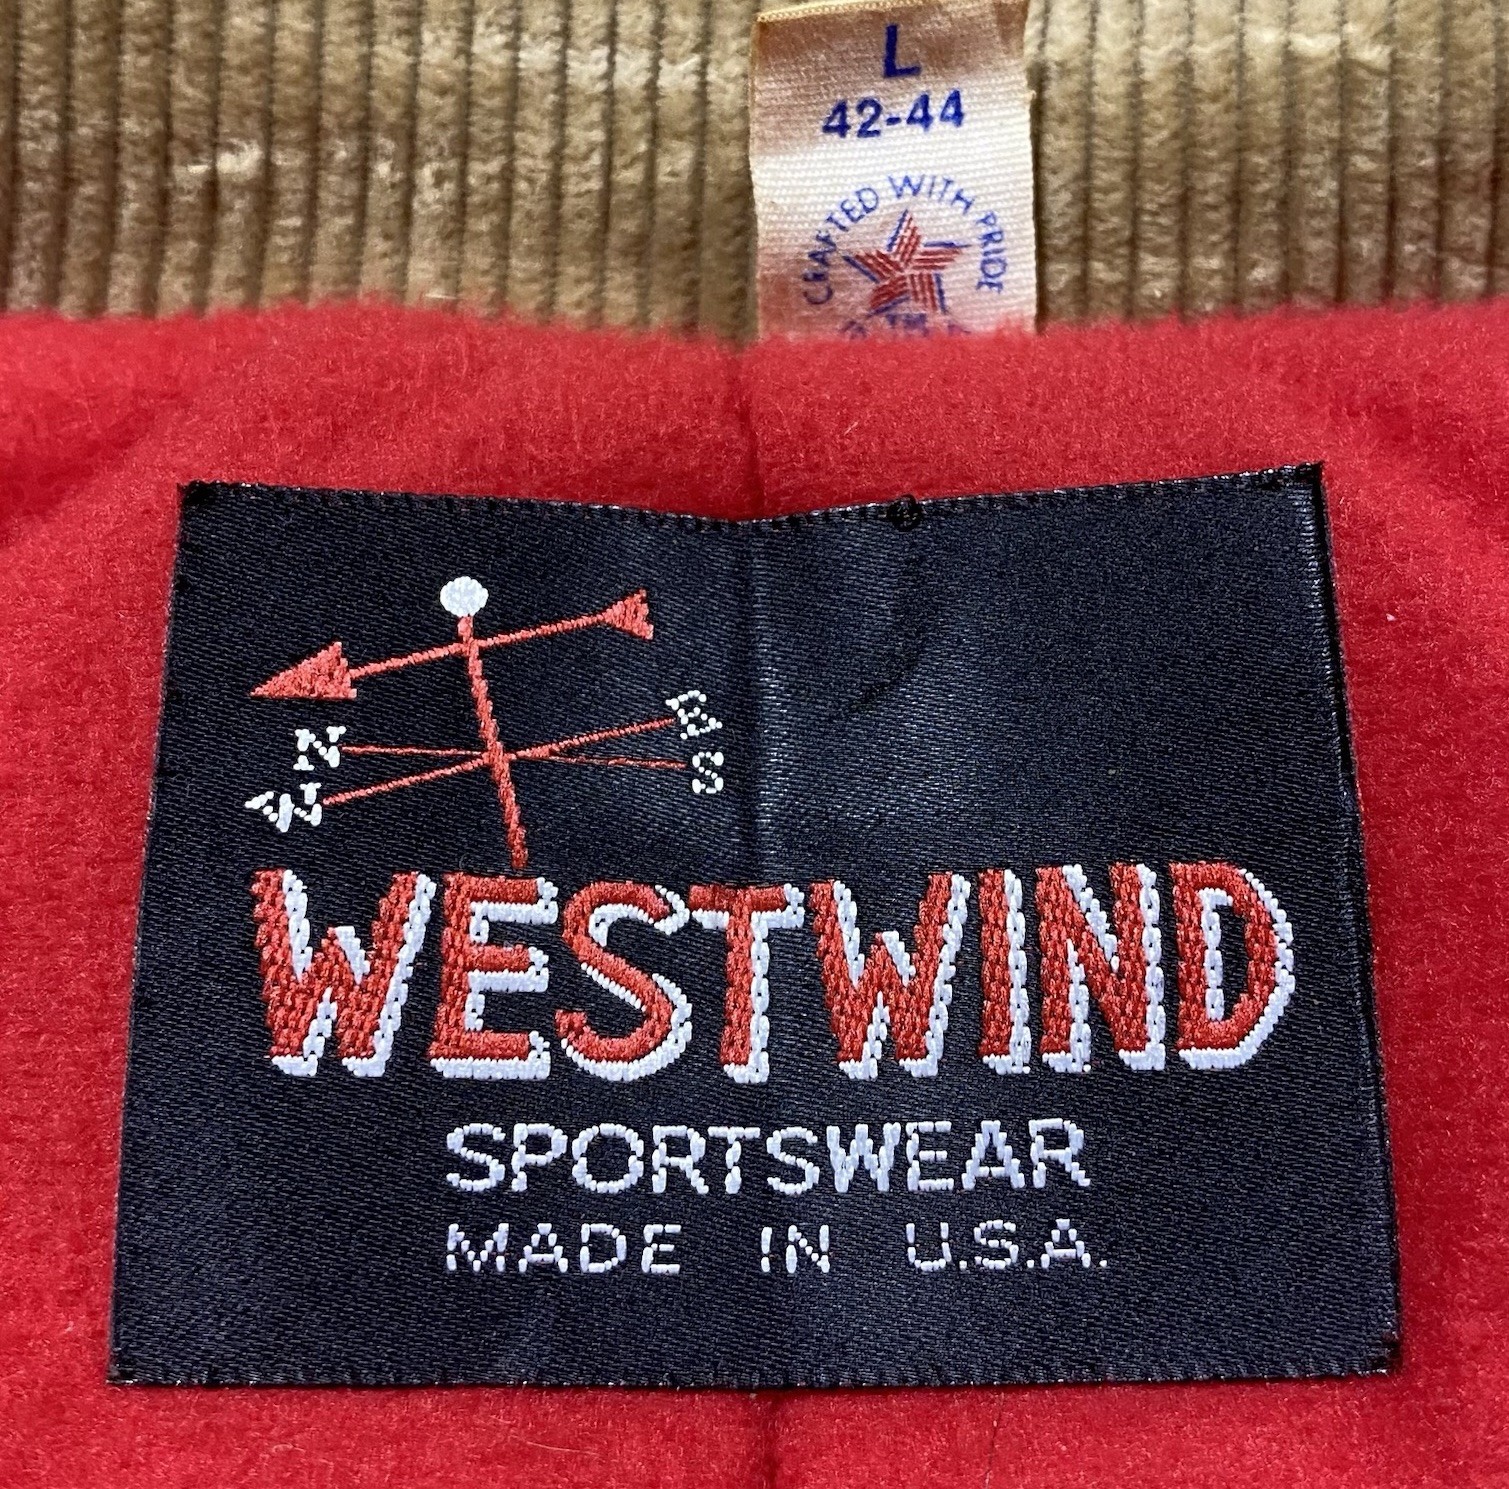 L
42-44
CRAFTED WITH PRIDE
N
E
W
S
WESTWIND
SPORTSWEAR
MADE IN U.S.A.